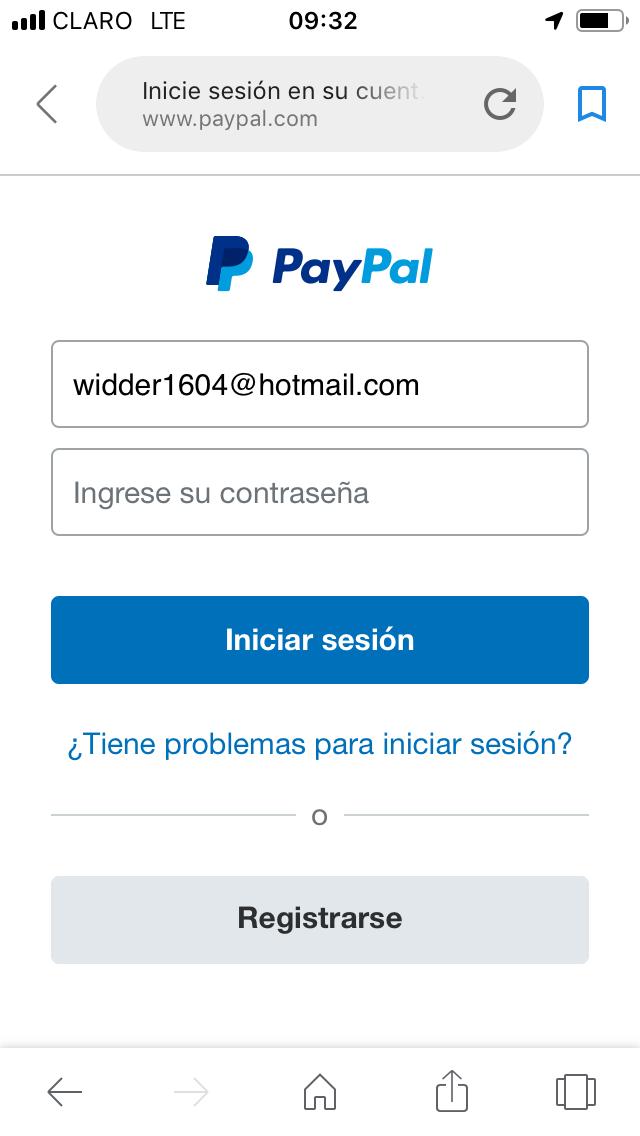 CLARO LTE 09:32
Inicie sesión en su cuent
www.paypal.com
PayPal
widder1604@hotmail.com
Ingrese su contraseña
Iniciar sesión
¿Tiene problemas para iniciar sesión?
o
Registrarse